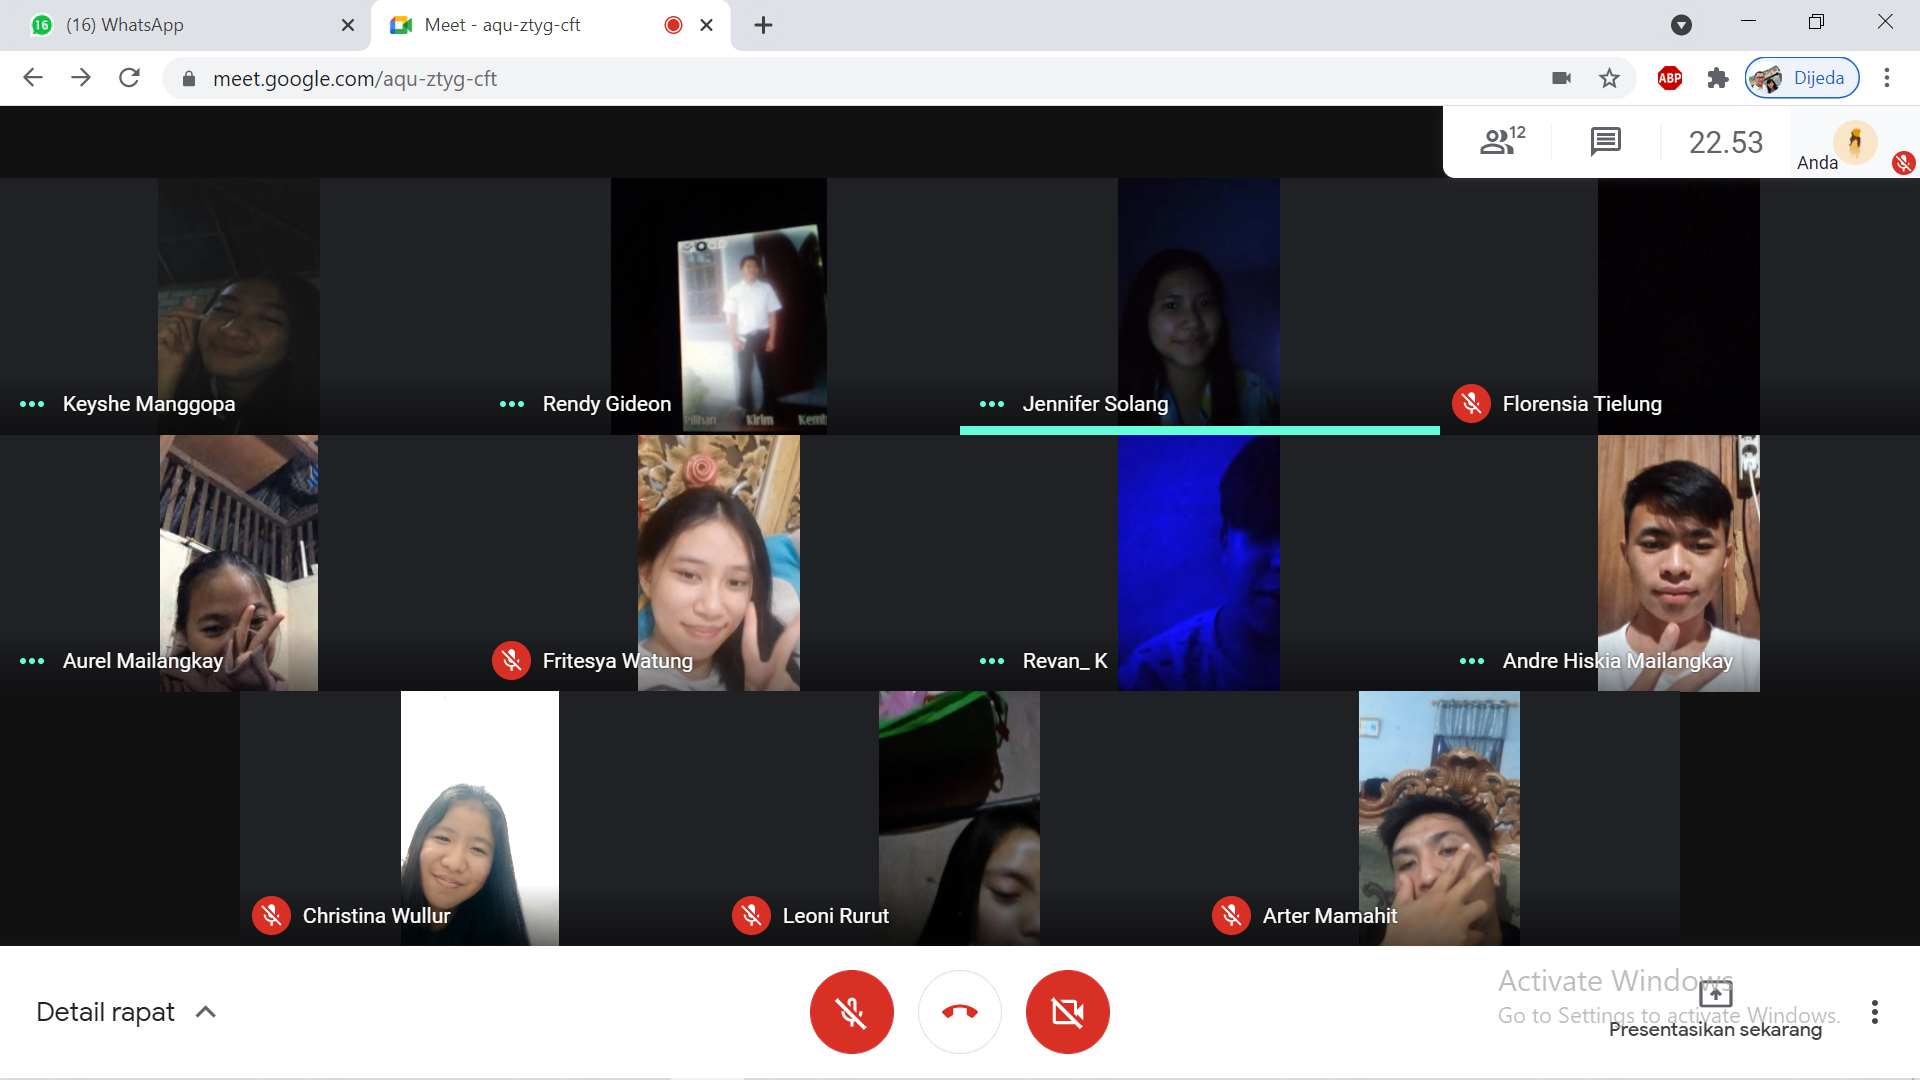 16 (16) WhatsApp
Meet - aqu-ztyg-cft
meet.google.com/aqu-ztyg-cft
ABP
Dijeda
12
22.53
Anda
Keyshe Manggopa
Rendy Gideon
Pilihan Kirim Kemb
Jennifer Solang
Florensia Tielung
Aurel Mailangkay
Fritesya Watung
Revan_ K
Andre Hiskia Mailangkay
Christina Wullur
Leoni Rurut
Arter Mamahit
Detail rapat
Activate Windows
Go to Settings to activate Windows.
Presentasikan sekarang